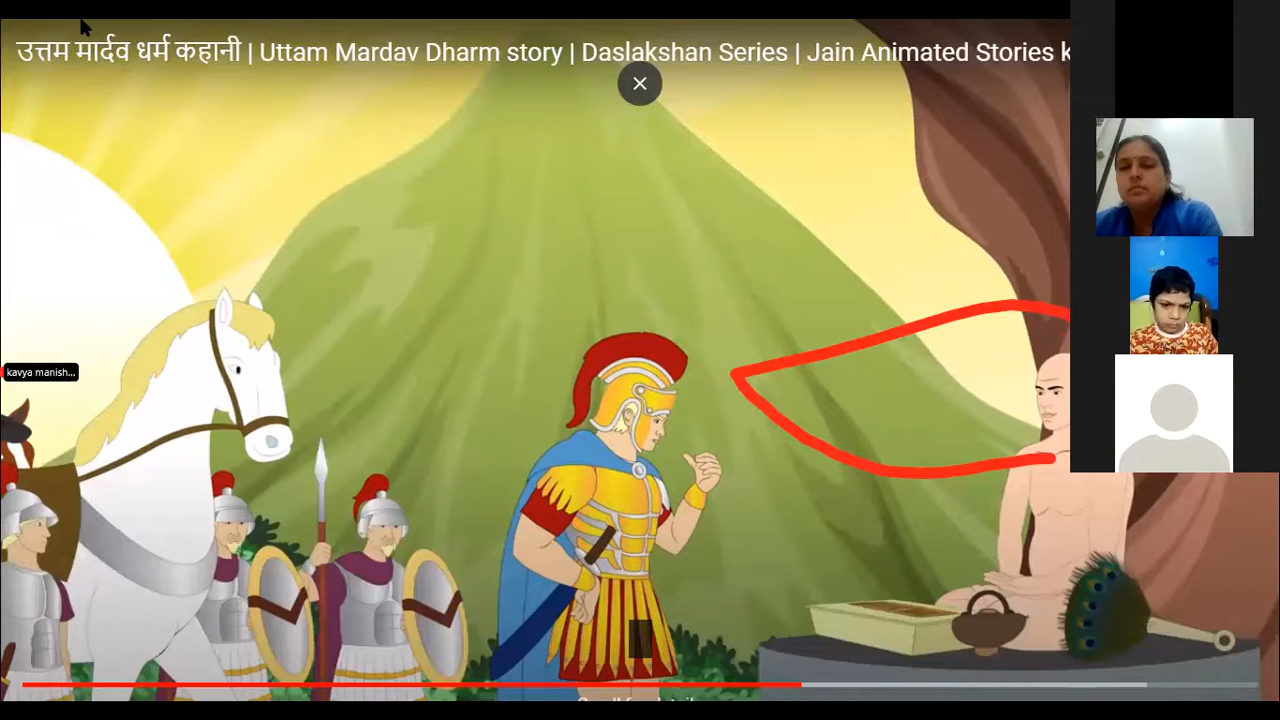 उत्तम मार्दव धर्म कहानी | Uttam Mardav Dharm story | Daslakshan Series | Jain Animated Stories k
kavya manish...